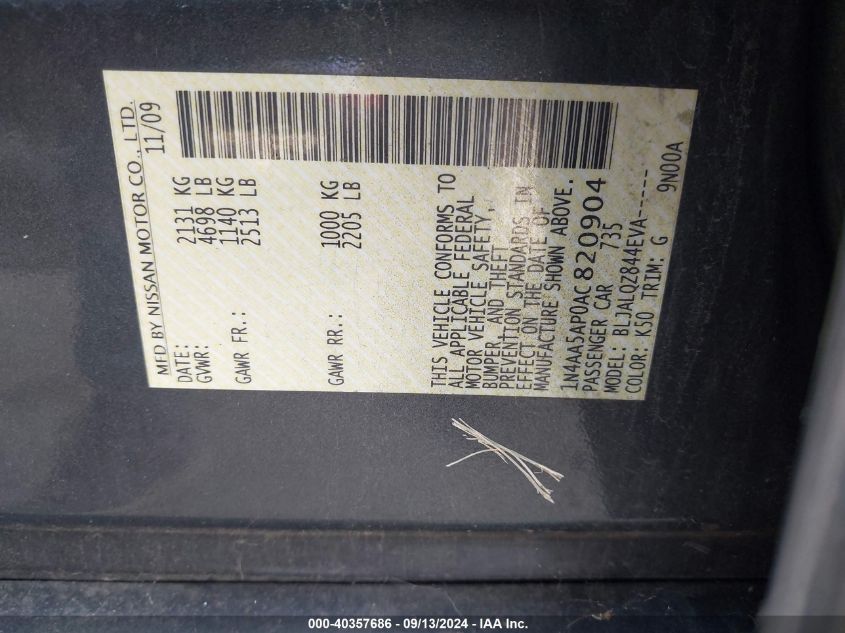 MFD BY NISSAN MOTOR CO., LTD.
DATE: 11/09
GVWR: 2131 KG
4698 LB
GAWR FR.: 1140 KG
2513 LB
GAWR RR.: 1000 KG
2205 LB
THIS VEHICLE CONFORMS TO
ALL APPLICABLE FEDERAL
MOTOR VEHICLE SAFETY,
BUMPER, AND THEFT
PREVENTION STANDARDS IN
EFFECT ON THE DATE OF
MANUFACTURE SHOWN ABOVE.
1N4AA5AP0AC820904
PASSENGER CAR 735
MODEL: BLJALQZ844EVA------
COLOR: K50 TRIM: G 9N00A
000-40357686 - 09/13/2024 - IAA Inc.